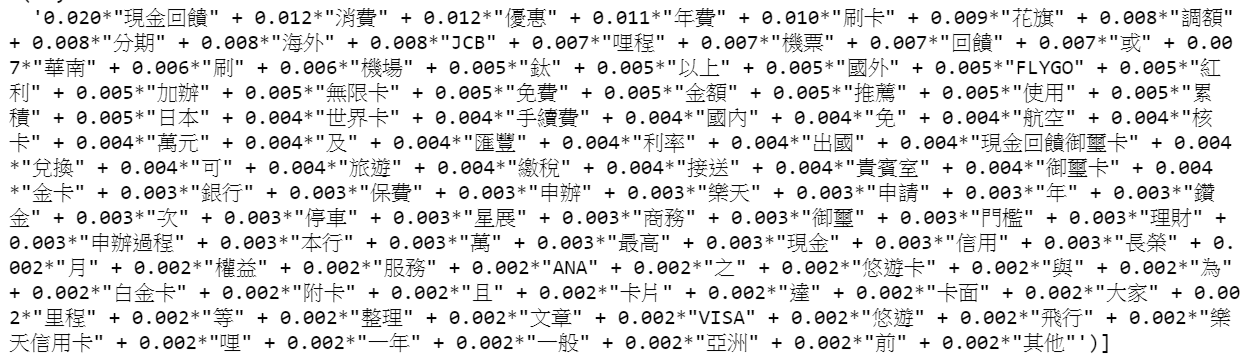 '0.020*"現金回饋" + 0.012*"消費" + 0.012*"優惠" + 0.011*"年費" + 0.010*"刷卡" + 0.009*"花旗" + 0.008*"調額"
+ 0.008*"分期" + 0.008*"海外" + 0.008*"JCB" + 0.007*"哩程" + 0.007*"機票" + 0.007*"回饋" + 0.007*"或" + 0.00
7*"華南" + 0.006*"刷" + 0.006*"機場" + 0.005*"鈦" + 0.005*"以上" + 0.005*"國外" + 0.005*"FLYGO" + 0.005*"紅
利" + 0.005*"加辦" + 0.005*"無限卡" + 0.005*"免費" + 0.005*"金額" + 0.005*"推薦" + 0.005*"使用" + 0.005*"累
積" + 0.005*"日本" + 0.004*"世界卡" + 0.004*"手續費" + 0.004*"國內" + 0.004*"免" + 0.004*"航空" + 0.004*"核
卡" + 0.004*"萬元" + 0.004*"及" + 0.004*"匯豐" + 0.004*"利率" + 0.004*"出國" + 0.004*"現金回饋御璽卡" + 0.004
*"兌換" + 0.004*"可" + 0.004*"旅遊" + 0.004*"繳稅" + 0.004*"接送" + 0.004*"貴賓室" + 0.004*"御璽卡" + 0.004
*"金卡" + 0.003*"銀行" + 0.003*"保費" + 0.003*"申辦" + 0.003*"樂天" + 0.003*"申請" + 0.003*"年" + 0.003*"鑽
金" + 0.003*"次" + 0.003*"停車" + 0.003*"星展" + 0.003*"商務" + 0.003*"御璽" + 0.003*"門檻" + 0.003*"理財" +
0.003*"申辦過程" + 0.003*"本行" + 0.003*"萬" + 0.003*"最高" + 0.003*"現金" + 0.003*"信用" + 0.003*"長榮" + 0.
002*"月" + 0.002*"權益" + 0.002*"服務" + 0.002*"ANA" + 0.002*"之" + 0.002*"悠遊卡" + 0.002*"與" + 0.002*"為"
+ 0.002*"白金卡" + 0.002*"附卡" + 0.002*"且" + 0.002*"卡片" + 0.002*"達" + 0.002*"卡面" + 0.002*"大家" + 0.00
2*"里程" + 0.002*"等" + 0.002*"整理" + 0.002*"文章" + 0.002*"VISA" + 0.002*"悠遊" + 0.002*"飛行" + 0.002*"樂
天信用卡" + 0.002*"哩" + 0.002*"一年" + 0.002*"一般" + 0.002*"亞洲" + 0.002*"前" + 0.002*"其他"')]